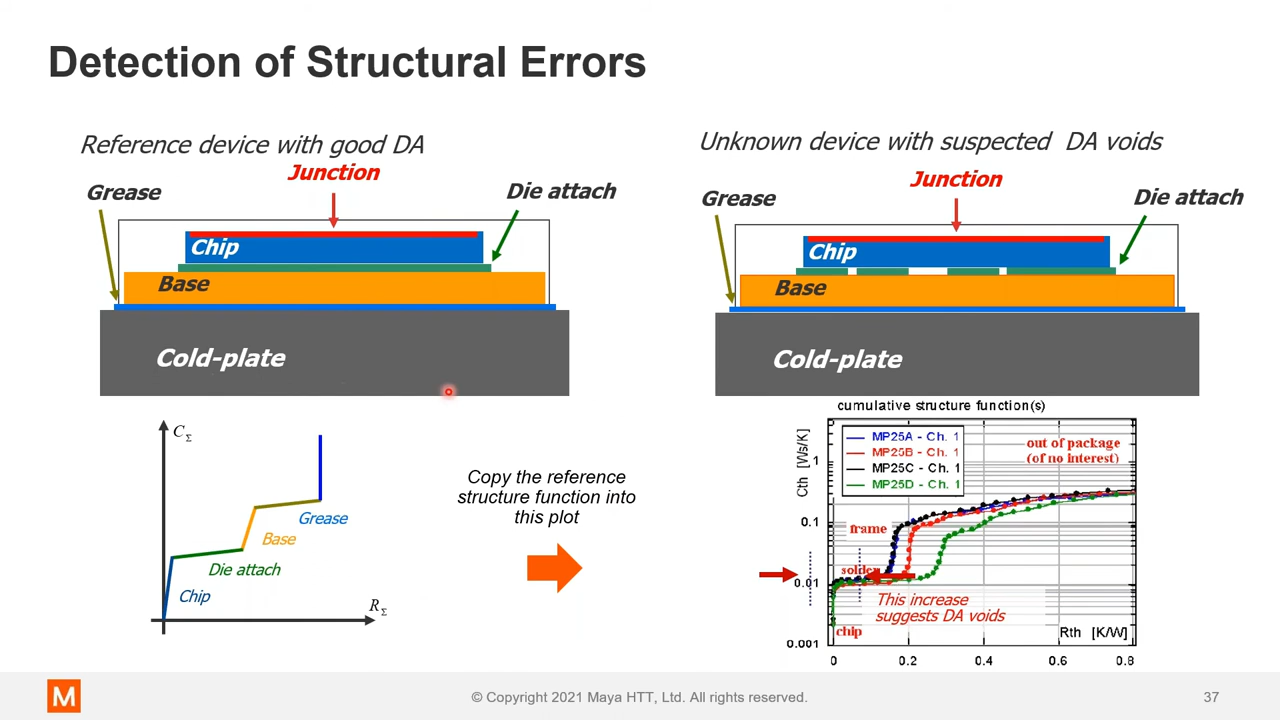 Detection of Structural Errors
Reference device with good DA
Junction
Grease
Die attach
Chip
Base
Cold-plate
Unknown device with suspected DA voids
Junction
Grease
Die attach
Chip
Base
Cold-plate
CΣ
Grease
Base
Die attach
Chip
RΣ
Copy the reference
structure function into
this plot
cumulative structure function(s)
Cth [Ws/K]
MP25A - Ch. 1
MP25B - Ch. 1
MP25C - Ch. 1
MP25D - Ch. 1
out of package
(of no interest)
1
0.1
frame
solder
0.01
This increase
suggests DA voids
chip
Rth [K/W]
0.001
0 0.2 0.4 0.6 0.8
M
© Copyright 2021 Maya HTT, Ltd. All rights reserved.
37